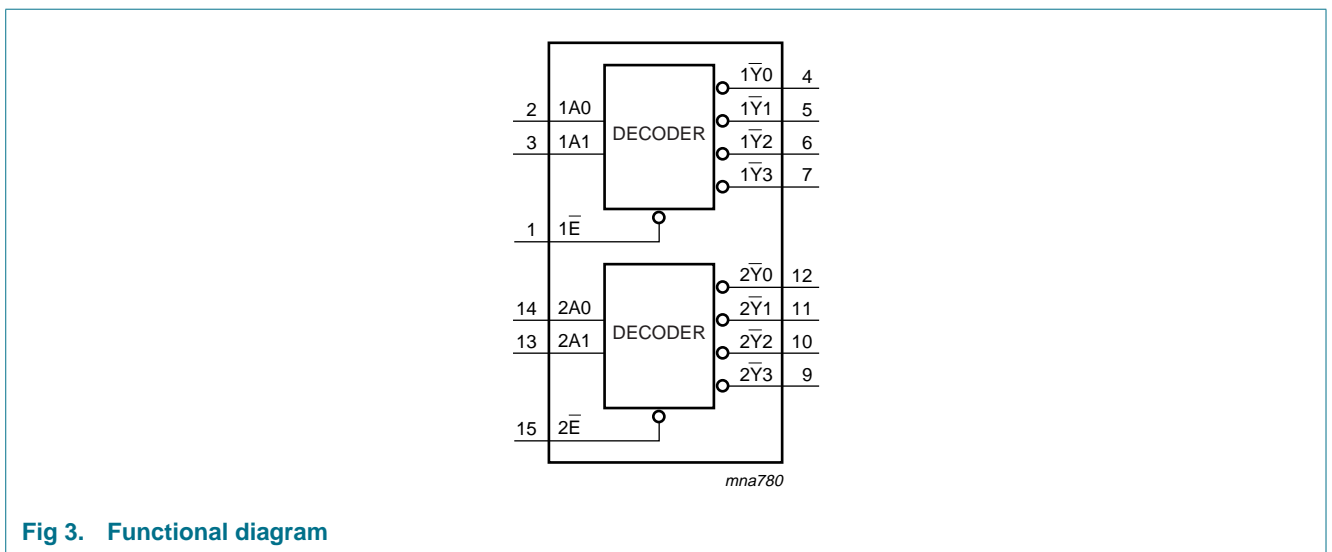 1Y̅0 4
2 1A0 1Y̅1 5
DECODER
3 1A1 1Y̅2 6
1Y̅3 7
1 1E̅
2Y̅0 12
14 2A0 2Y̅1 11
DECODER
13 2A1 2Y̅2 10
2Y̅3 9
15 2E̅
mna780
Fig 3. Functional diagram